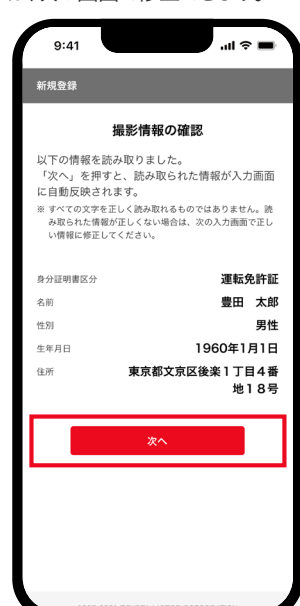 9:41
新規登録
撮影情報の確認
以下の情報を読み取りました。
「次へ」を押すと、読み取られた情報が入力画面
に自動反映されます。
※ すべての文字を正しく読み取れるものではありません。読
み取られた情報が正しくない場合は、次の入力画面で正し
い情報に修正してください。
身分証明書区分 運転免許証
名前 豊田　太郎
性別 男性
生年月日 1960年1月1日
住所 東京都文京区後楽１丁目４番
地１８号
次へ